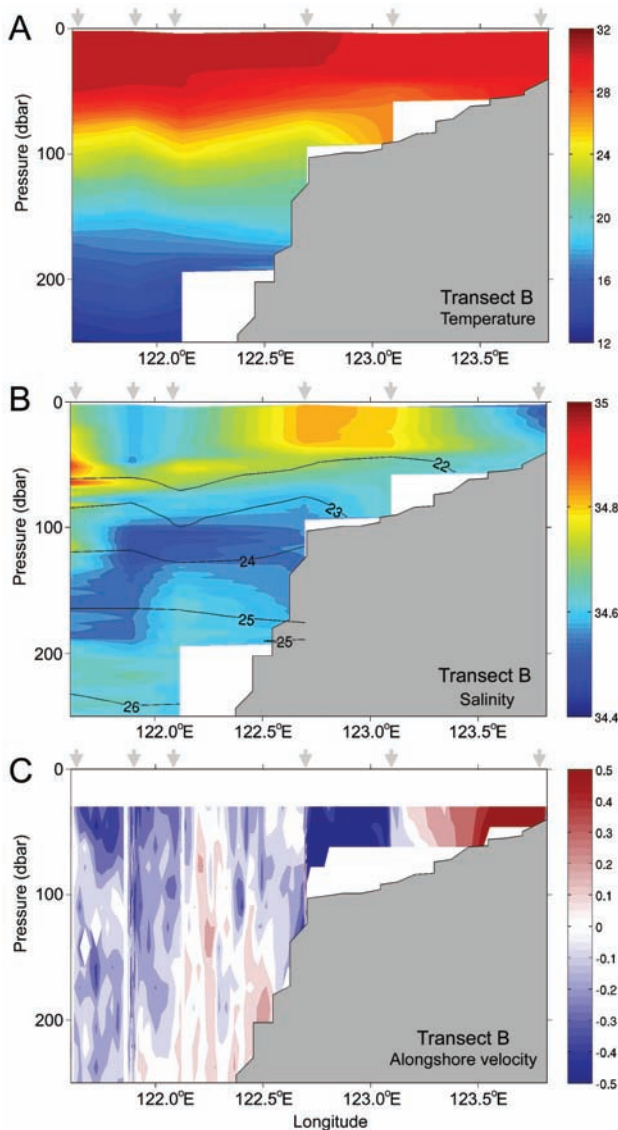 A
Pressure (dbar)
0
100
200
122.0°E 122.5°E 123.0°E 123.5°E
Transect B
Temperature
32
28
24
20
16
12
B
Pressure (dbar)
0
100
200
22
23
24
25
25
26
122.0°E 122.5°E 123.0°E 123.5°E
Transect B
Salinity
35
34.8
34.6
34.4
C
Pressure (dbar)
0
100
200
122.0°E 122.5°E 123.0°E 123.5°E
Longitude
Transect B
Alongshore velocity
0.5
0.4
0.3
0.2
0.1
0
-0.1
-0.2
-0.3
-0.4
-0.5